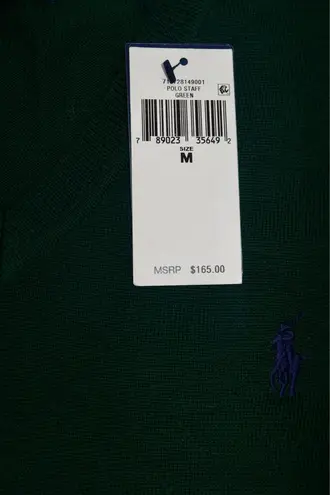 POLO STAFF
GREEN
7 89023 35649 2
SIZE
M
MSRP $165.00